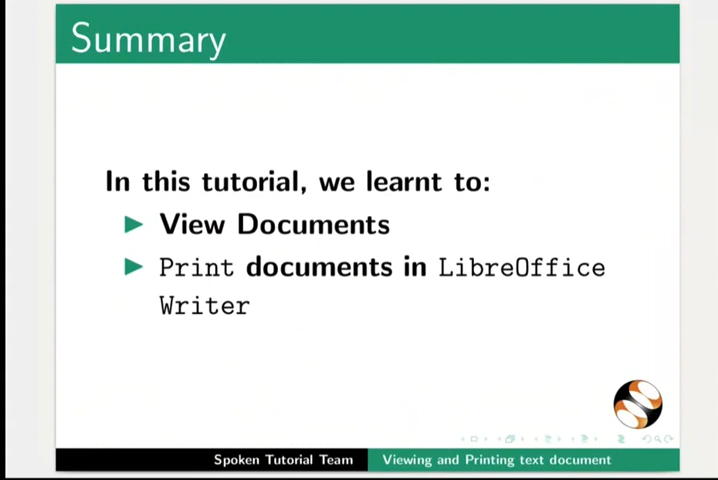 Summary
In this tutorial, we learnt to:
View Documents
Print documents in LibreOffice
Writer
Spoken Tutorial Team Viewing and Printing text document